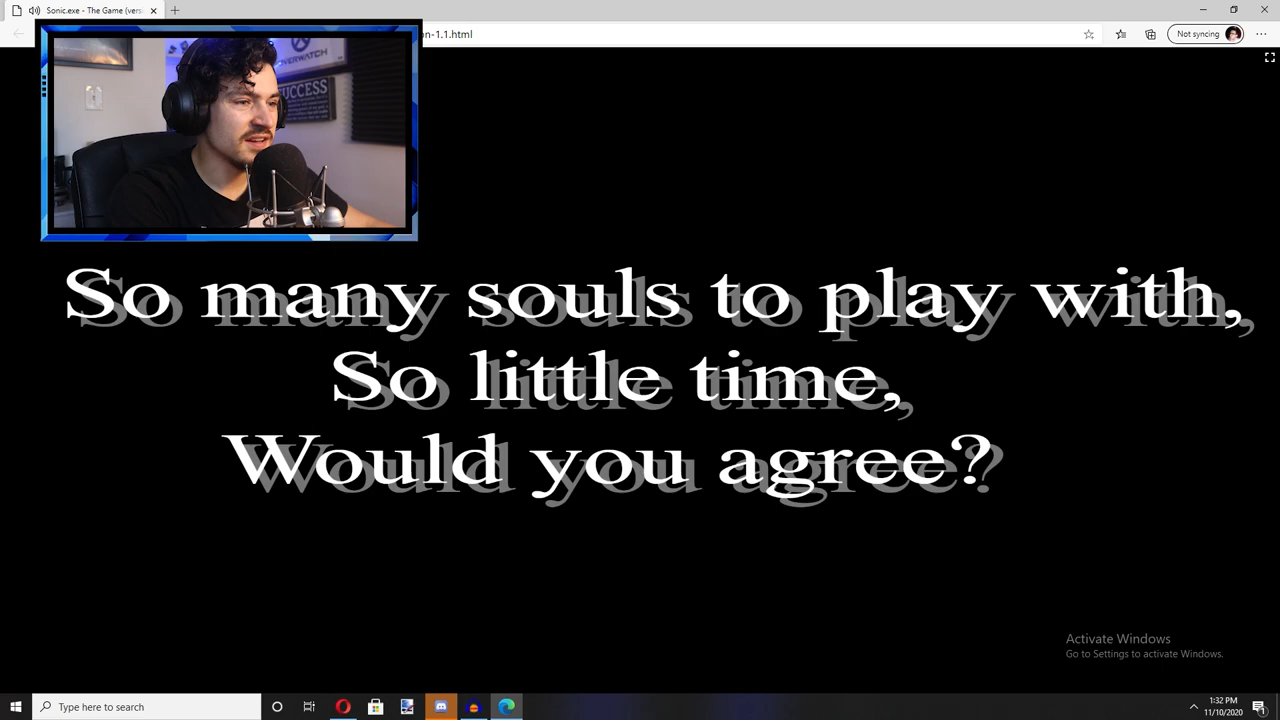 Sonic.exe - The Game (vers
n-1.1.html
Not syncing
OVERWATCH
SUCCESS
So many souls to play with,
So little time,
Would you agree?
Activate Windows
Go to Settings to activate Windows.
Type here to search
1:32 PM
11/10/2020
1